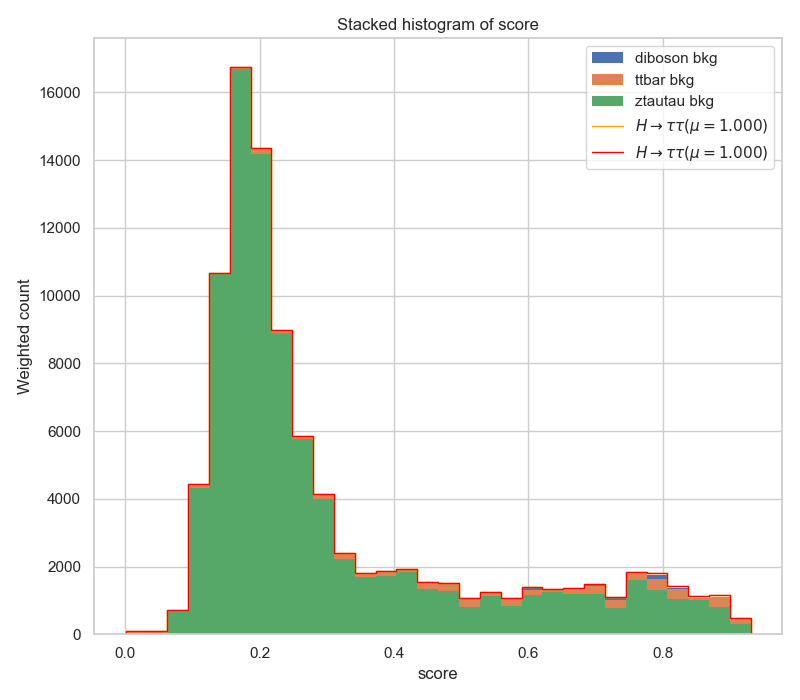 Stacked histogram of score
diboson bkg
ttbar bkg
ztautau bkg
H → ττ(μ = 1.000)
H → ττ(μ = 1.000)
Weighted count
16000
14000
12000
10000
8000
6000
4000
2000
0
0.0 0.2 0.4 0.6 0.8
score